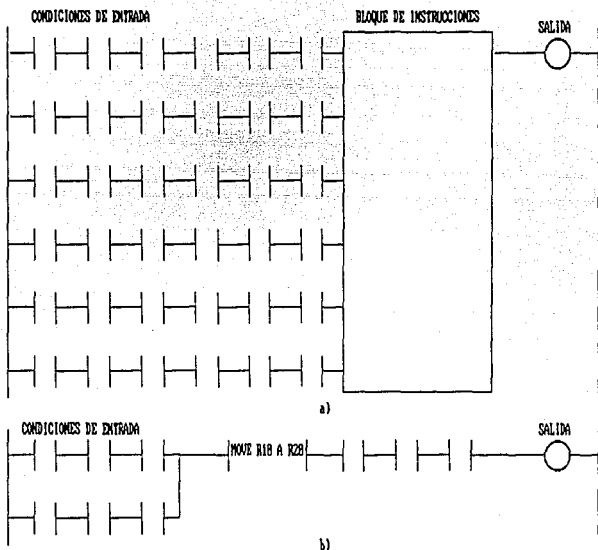 CONDICIONES DE ENTRADA
BLOQUE DE INSTRUCCIONES
SALIDA
a)
CONDICIONES DE ENTRADA
MOVE R10 A R20
SALIDA
b)